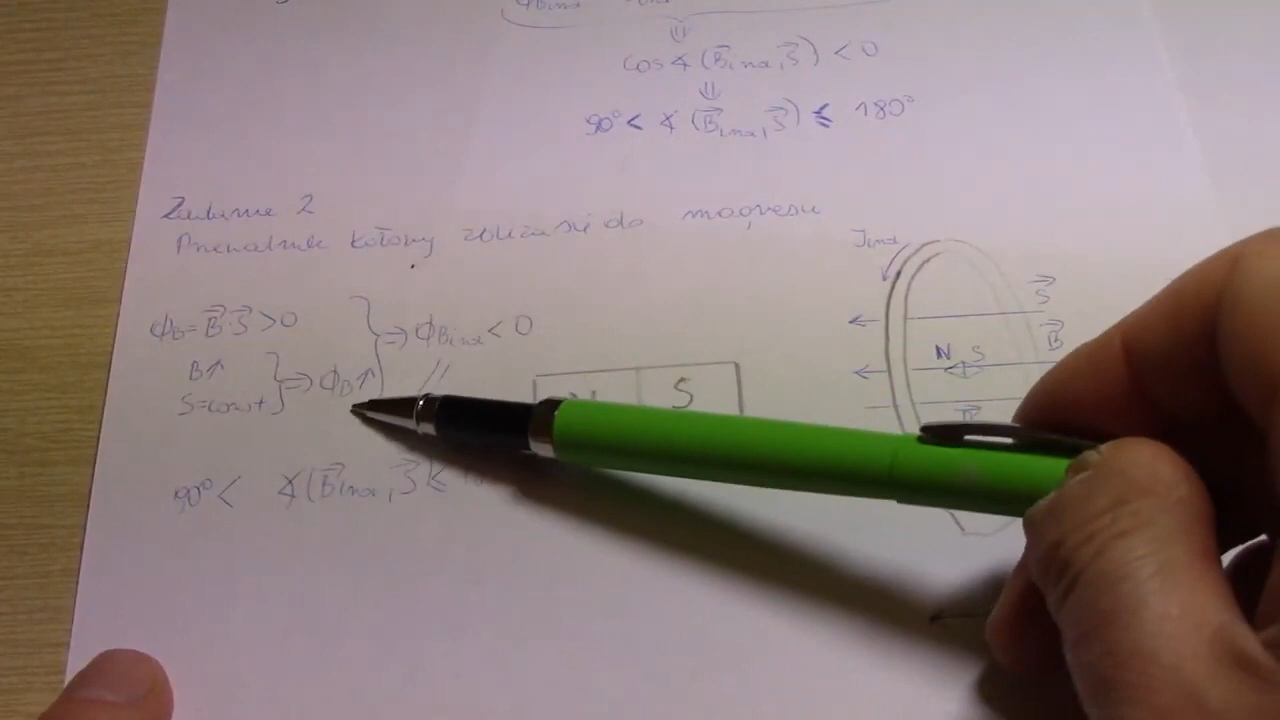 cos ∢ (B⃗ind, S⃗) < 0
⇓
90° < ∢ (B⃗ind, S⃗) ≤ 180°
Zadanie 2
Przewodnik kołowy zbliża się do magnesu
Iind
ϕB = B⃗·S⃗ > 0 ⇒ ϕBind < 0
B↑
S = const ⇒ ϕB↑
S⃗
B⃗
N S
S
90° < ∢ (B⃗ind, S⃗ ≤